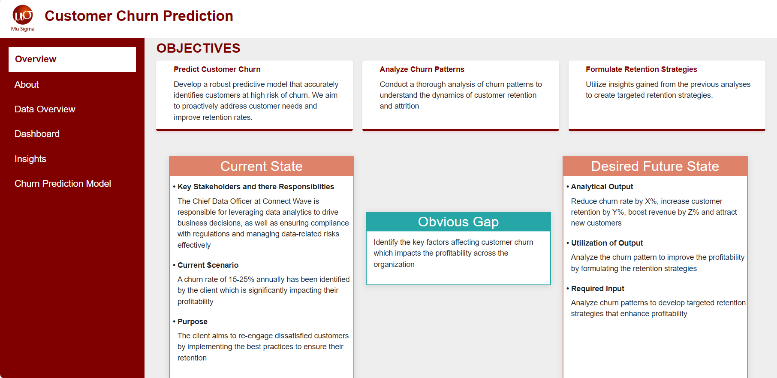 Customer Churn Prediction
Mu Sigma
Overview
About
Data Overview
Dashboard
Insights
Churn Prediction Model
OBJECTIVES
Predict Customer Churn
Develop a robust predictive model that accurately
identifies customers at high risk of churn. We aim
to proactively address customer needs and
improve retention rates.
Analyze Churn Patterns
Conduct a thorough analysis of churn patterns to
understand the dynamics of customer retention
and attrition
Formulate Retention Strategies
Utilize insights gained from the previous analyses
to create targeted retention strategies.
Current State
• Key Stakeholders and there Responsiblities
The Chief Data Officer at Connect Wave is
responsible for leveraging data analytics to drive
business decisions, as well as ensuring compliance
with regulations and managing data-related risks
effectively
• Current Scenario
A churn rate of 15-25% annually has been identified
by the client which is significantly impacting their
profitability
• Purpose
The client aims to re-engage dissatisfied customers
by implementing the best practices to ensure their
retention
Obvious Gap
Identify the key factors affecting customer churn
which impacts the profitability across the
organization
Desired Future State
• Analytical Output
Reduce churn rate by X%, increase customer
retention by Y%, boost revenue by Z% and attract
new customers
• Utilization of Output
Analyze the churn pattern to improve the profitability
by formulating the retention strategies
• Required Input
Analyze churn patterns to develop targeted retention
strategies that enhance profitability